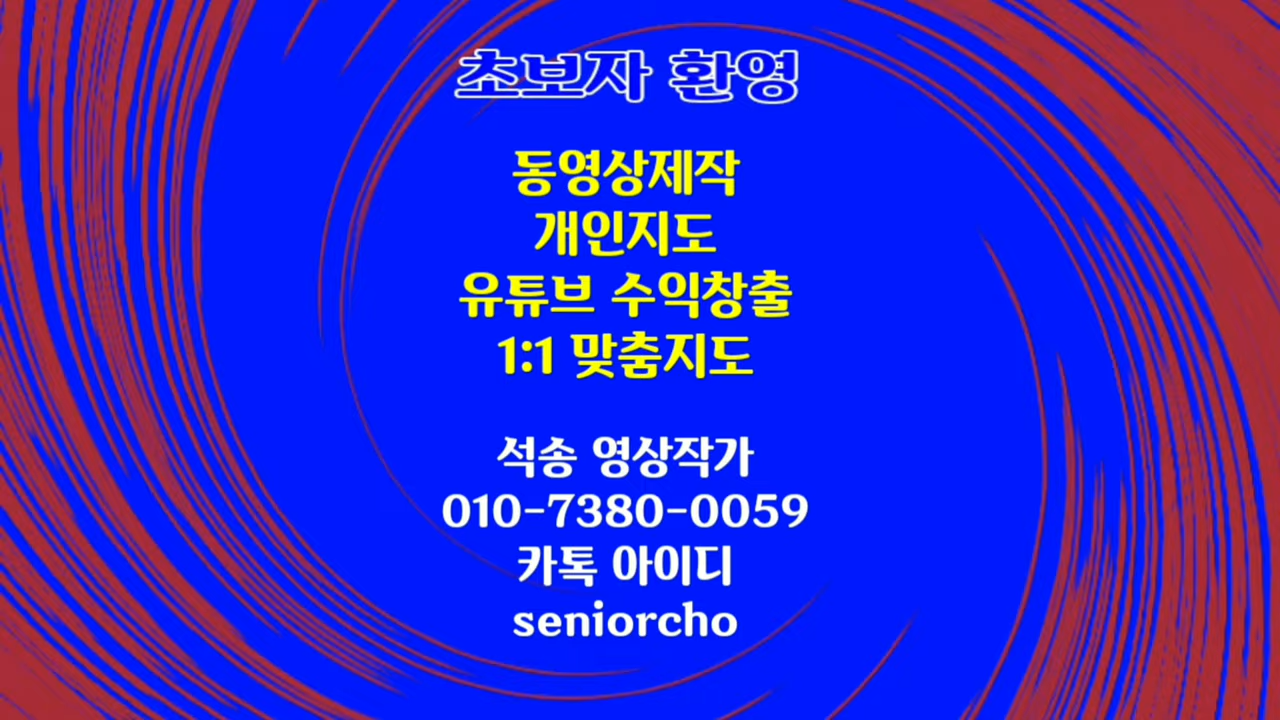 초보자 환영
동영상제작
개인지도
유튜브 수익창출
1:1 맞춤지도
석송 영상작가
010-7380-0059
카톡 아이디
seniorcho